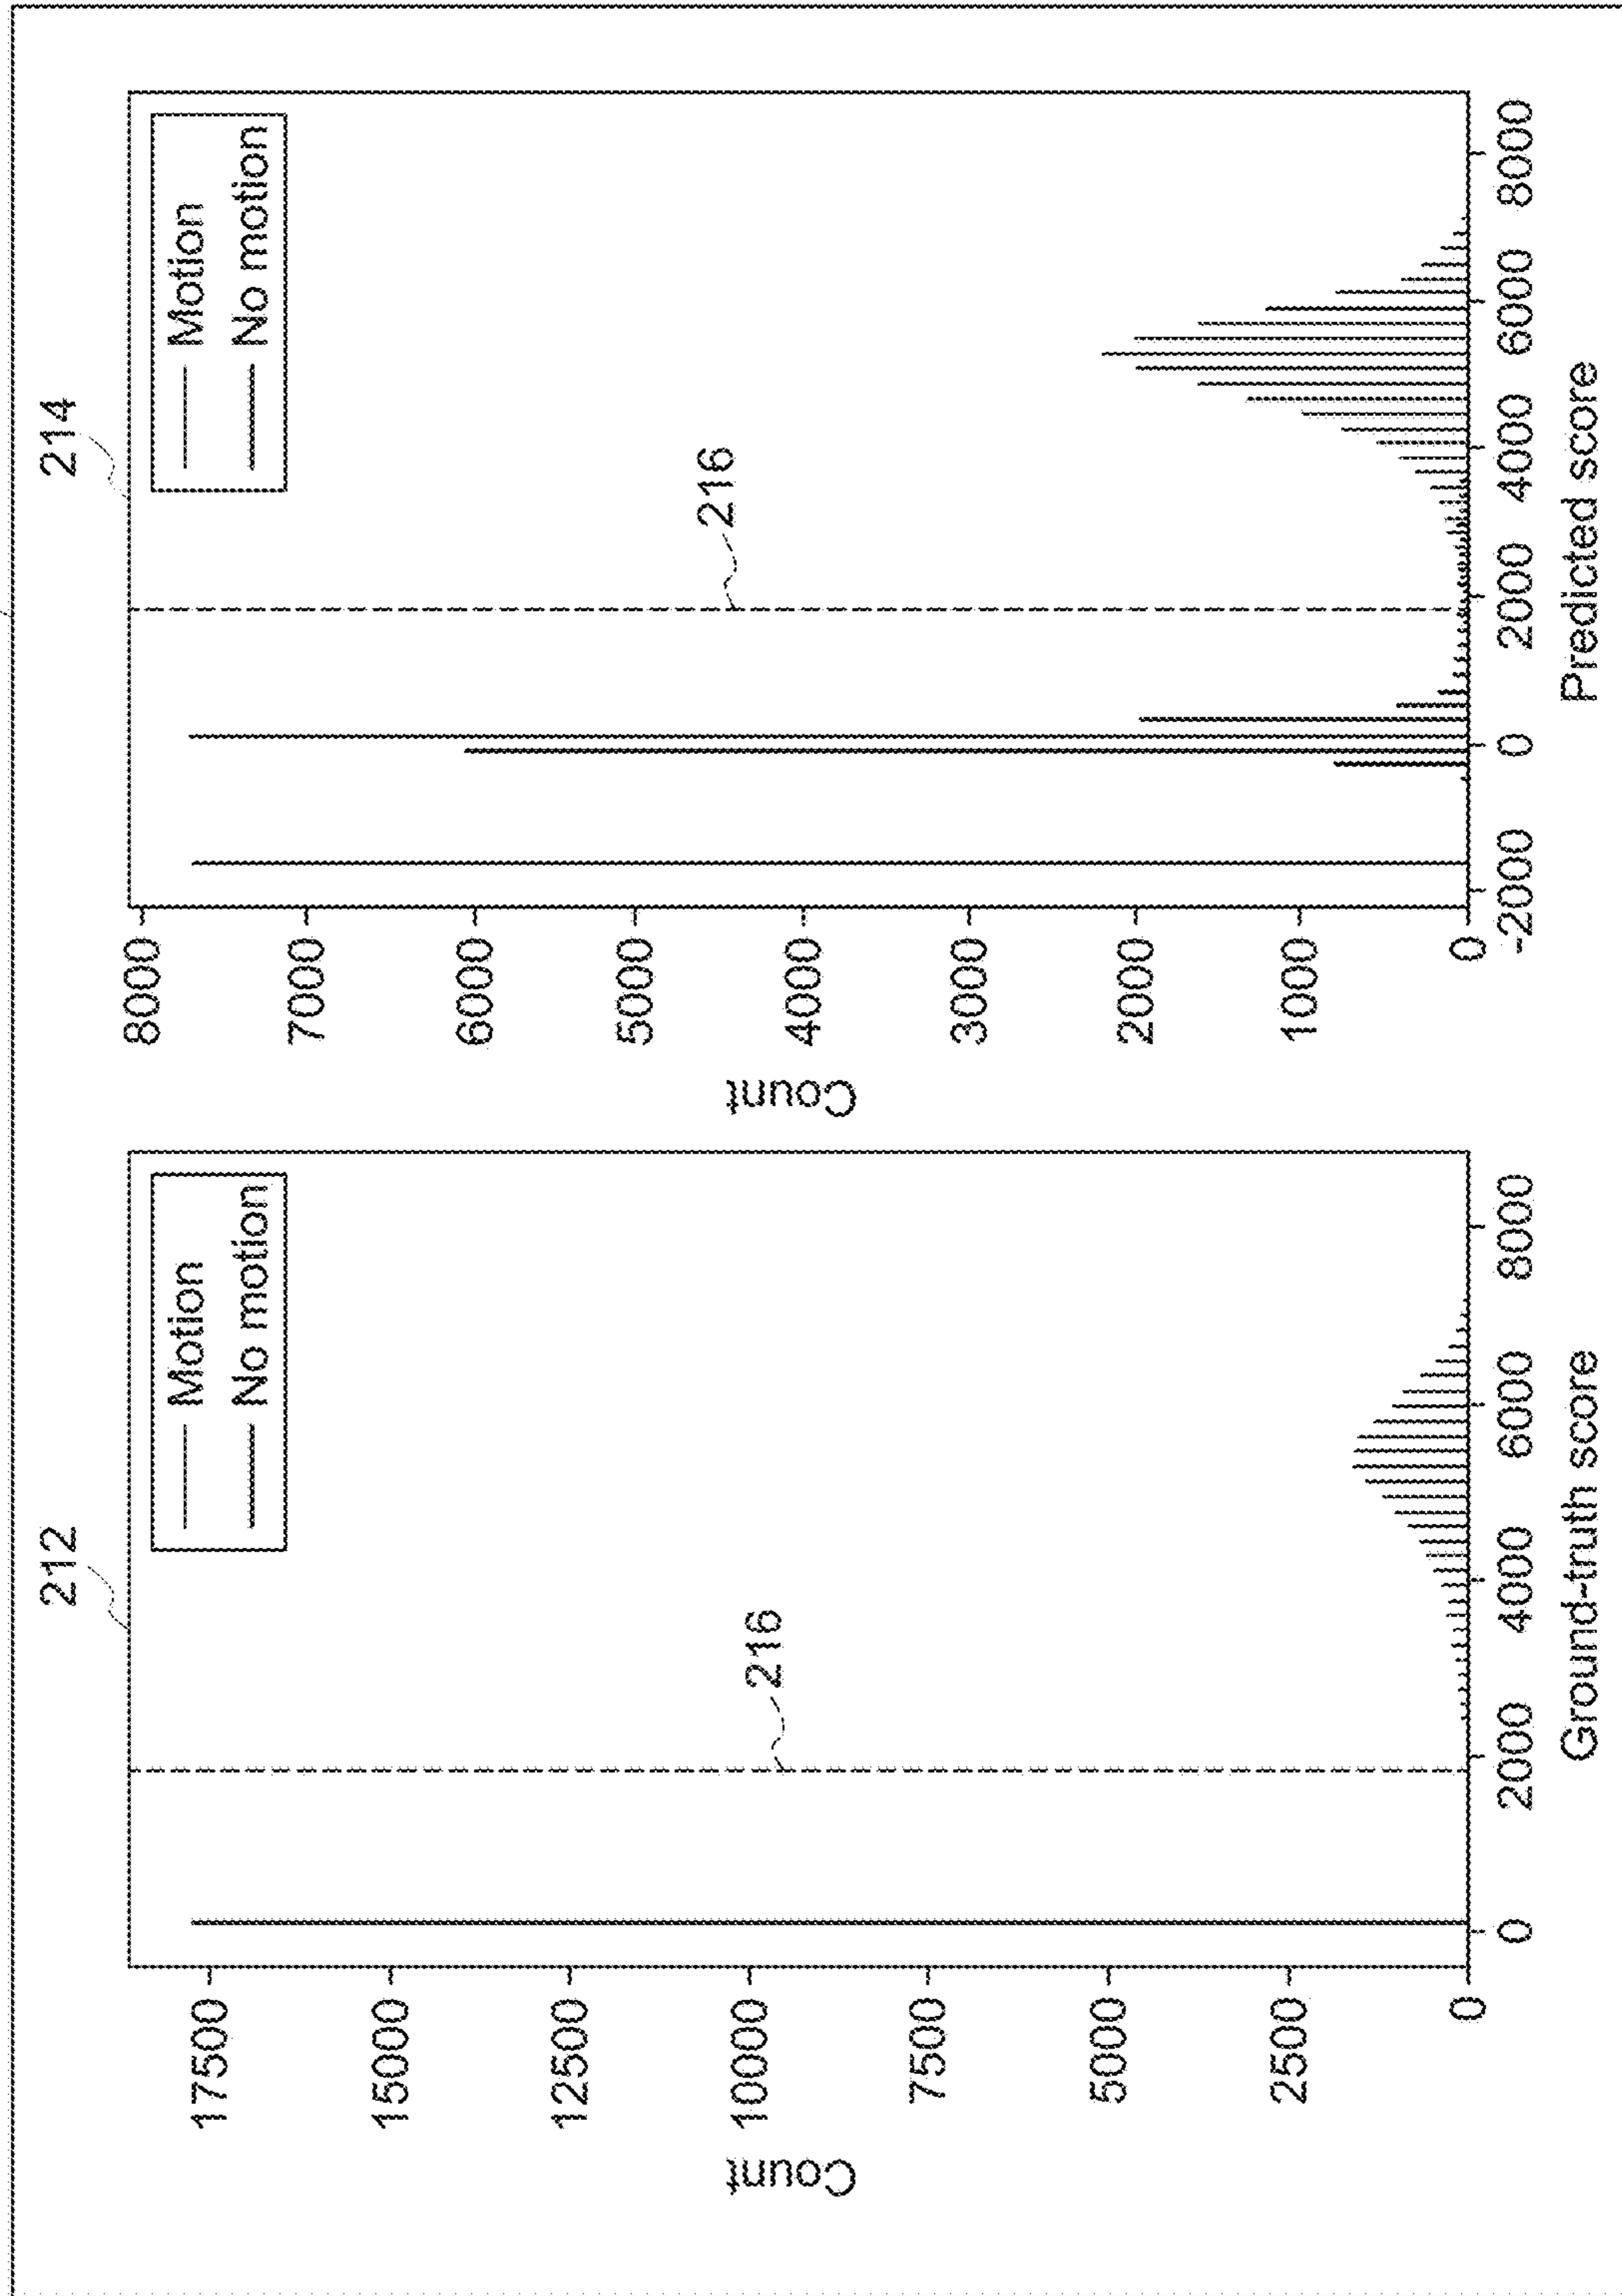 212
Motion
No motion
216
Count
17500
15000
12500
10000
7500
5000
2500
0
0 2000 4000 6000 8000
Ground-truth score
214
Motion
No motion
216
Count
8000
7000
6000
5000
4000
3000
2000
1000
0
-2000 0 2000 4000 6000 8000
Predicted score